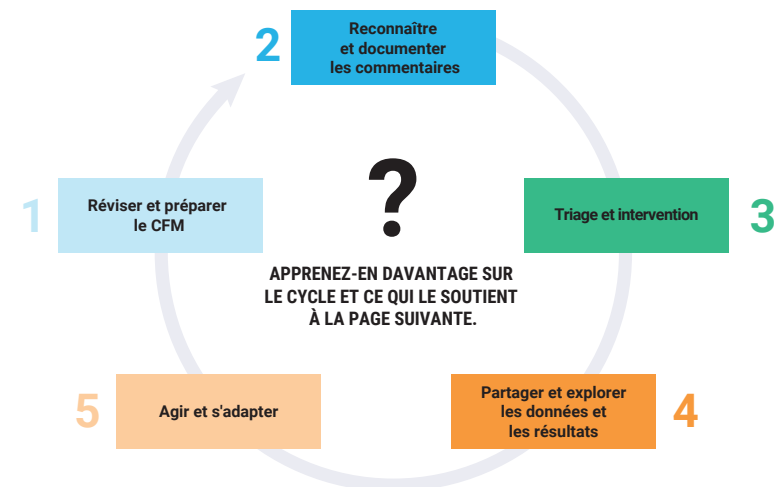 2
Reconnaître
et documenter
les commentaires
1
Réviser et préparer
le CFM
?
Triage et intervention
3
APPRENEZ-EN DAVANTAGE SUR
LE CYCLE ET CE QUI LE SOUTIENT
À LA PAGE SUIVANTE.
5
Agir et s'adapter
Partager et explorer
les données et
les résultats
4